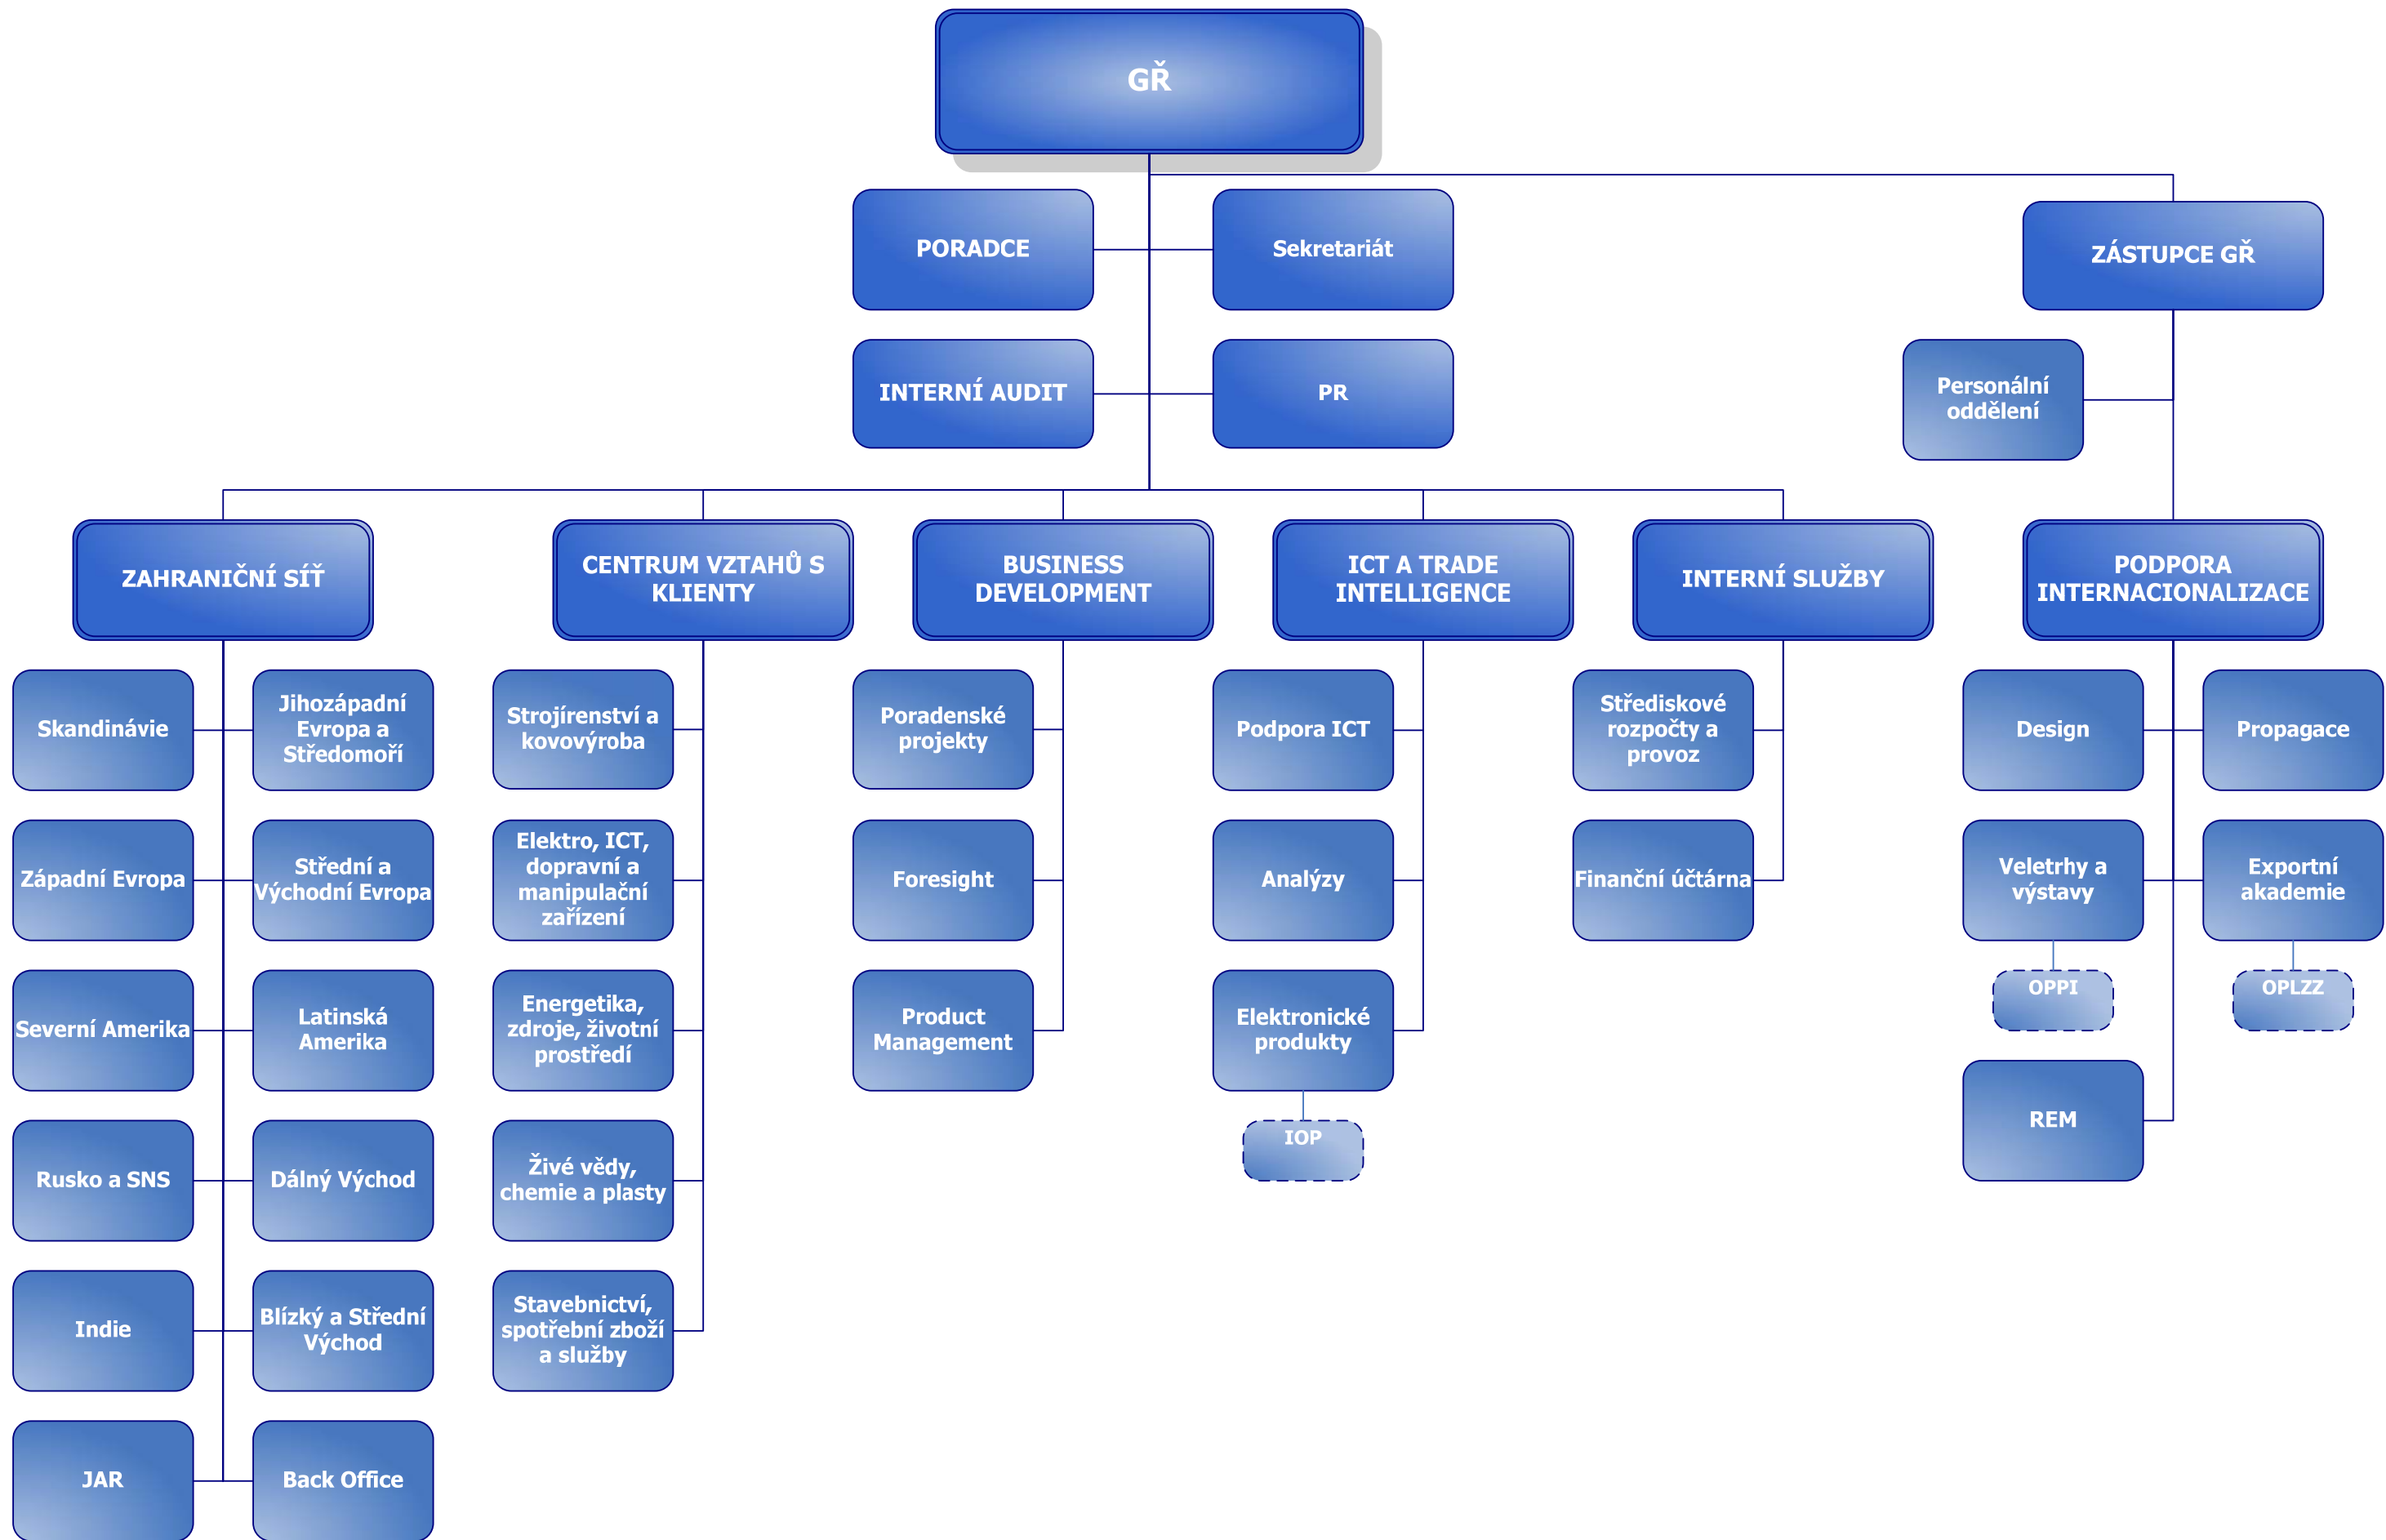 GŘ
PORADCE
Sekretariát
ZÁSTUPCE GŘ
INTERNÍ AUDIT
PR
Personální
oddělení
ZAHRANIČNÍ SÍŤ
CENTRUM VZTAHŮ S
KLIENTY
BUSINESS
DEVELOPMENT
ICT A TRADE
INTELLIGENCE
INTERNÍ SLUŽBY
PODPORA
INTERNACIONALIZACE
Skandinávie
Jihozápadní
Evropa a
Středomoří
Západní Evropa
Střední a
Východní Evropa
Severní Amerika
Latinská
Amerika
Rusko a SNS
Dálný Východ
Indie
Blízký a Střední
Východ
JAR
Back Office
Strojírenství a
kovovýroba
Elektro, ICT,
dopravní a
manipulační
zařízení
Energetika,
zdroje, životní
prostředí
Živé vědy,
chemie a plasty
Stavebnictví,
spotřební zboží
a služby
Poradenské
projekty
Foresight
Product
Management
Podpora ICT
Analýzy
Elektronické
produkty
IOP
Střediskové
rozpočty a
provoz
Finanční účtárna
Design
Propagace
Veletrhy a
výstavy
Exportní
akademie
OPPI
OPLZZ
REM